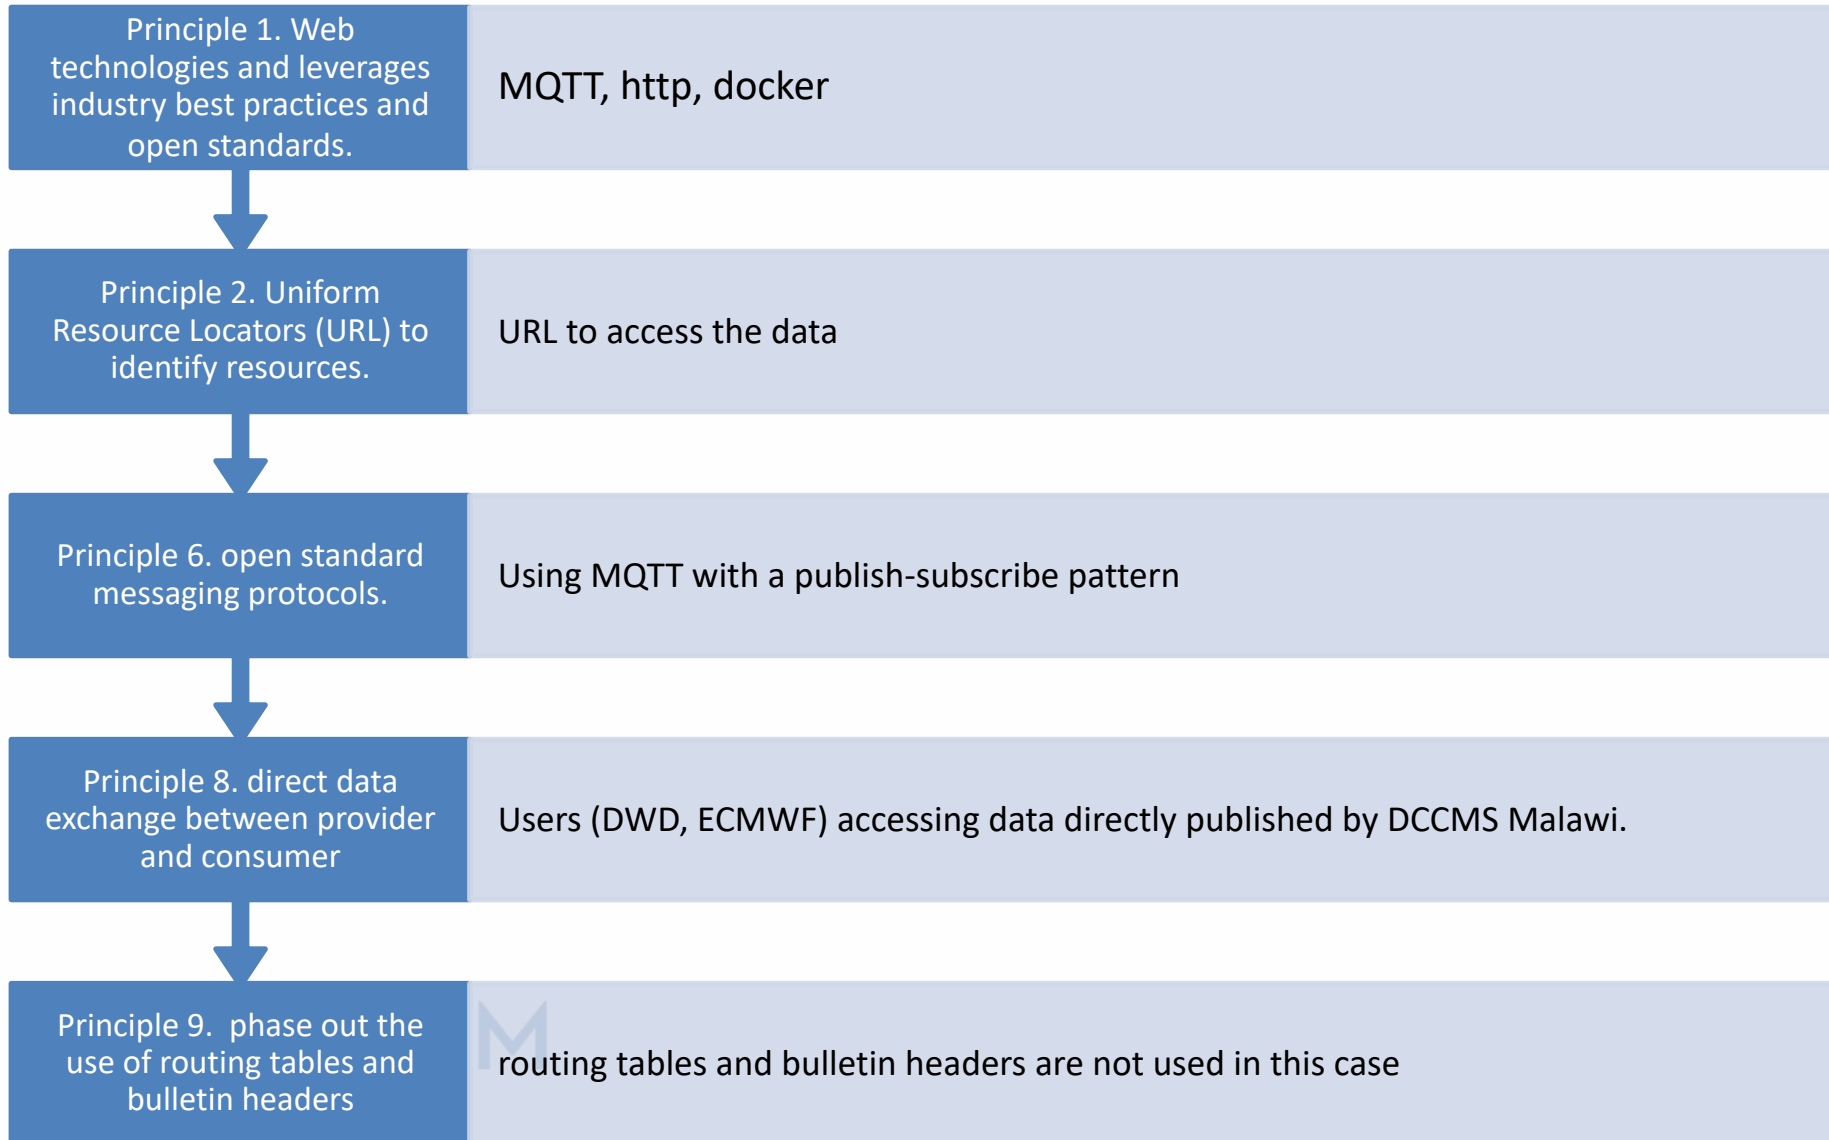 Principle 1. Web
technologies and leverages
industry best practices and
open standards.
MQTT, http, docker
Principle 2. Uniform
Resource Locators (URL) to
identify resources.
URL to access the data
Principle 6. open standard
messaging protocols.
Using MQTT with a publish-subscribe pattern
Principle 8. direct data
exchange between provider
and consumer
Users (DWD, ECMWF) accessing data directly published by DCCMS Malawi.
Principle 9.  phase out the
use of routing tables and
bulletin headers
M
routing tables and bulletin headers are not used in this case